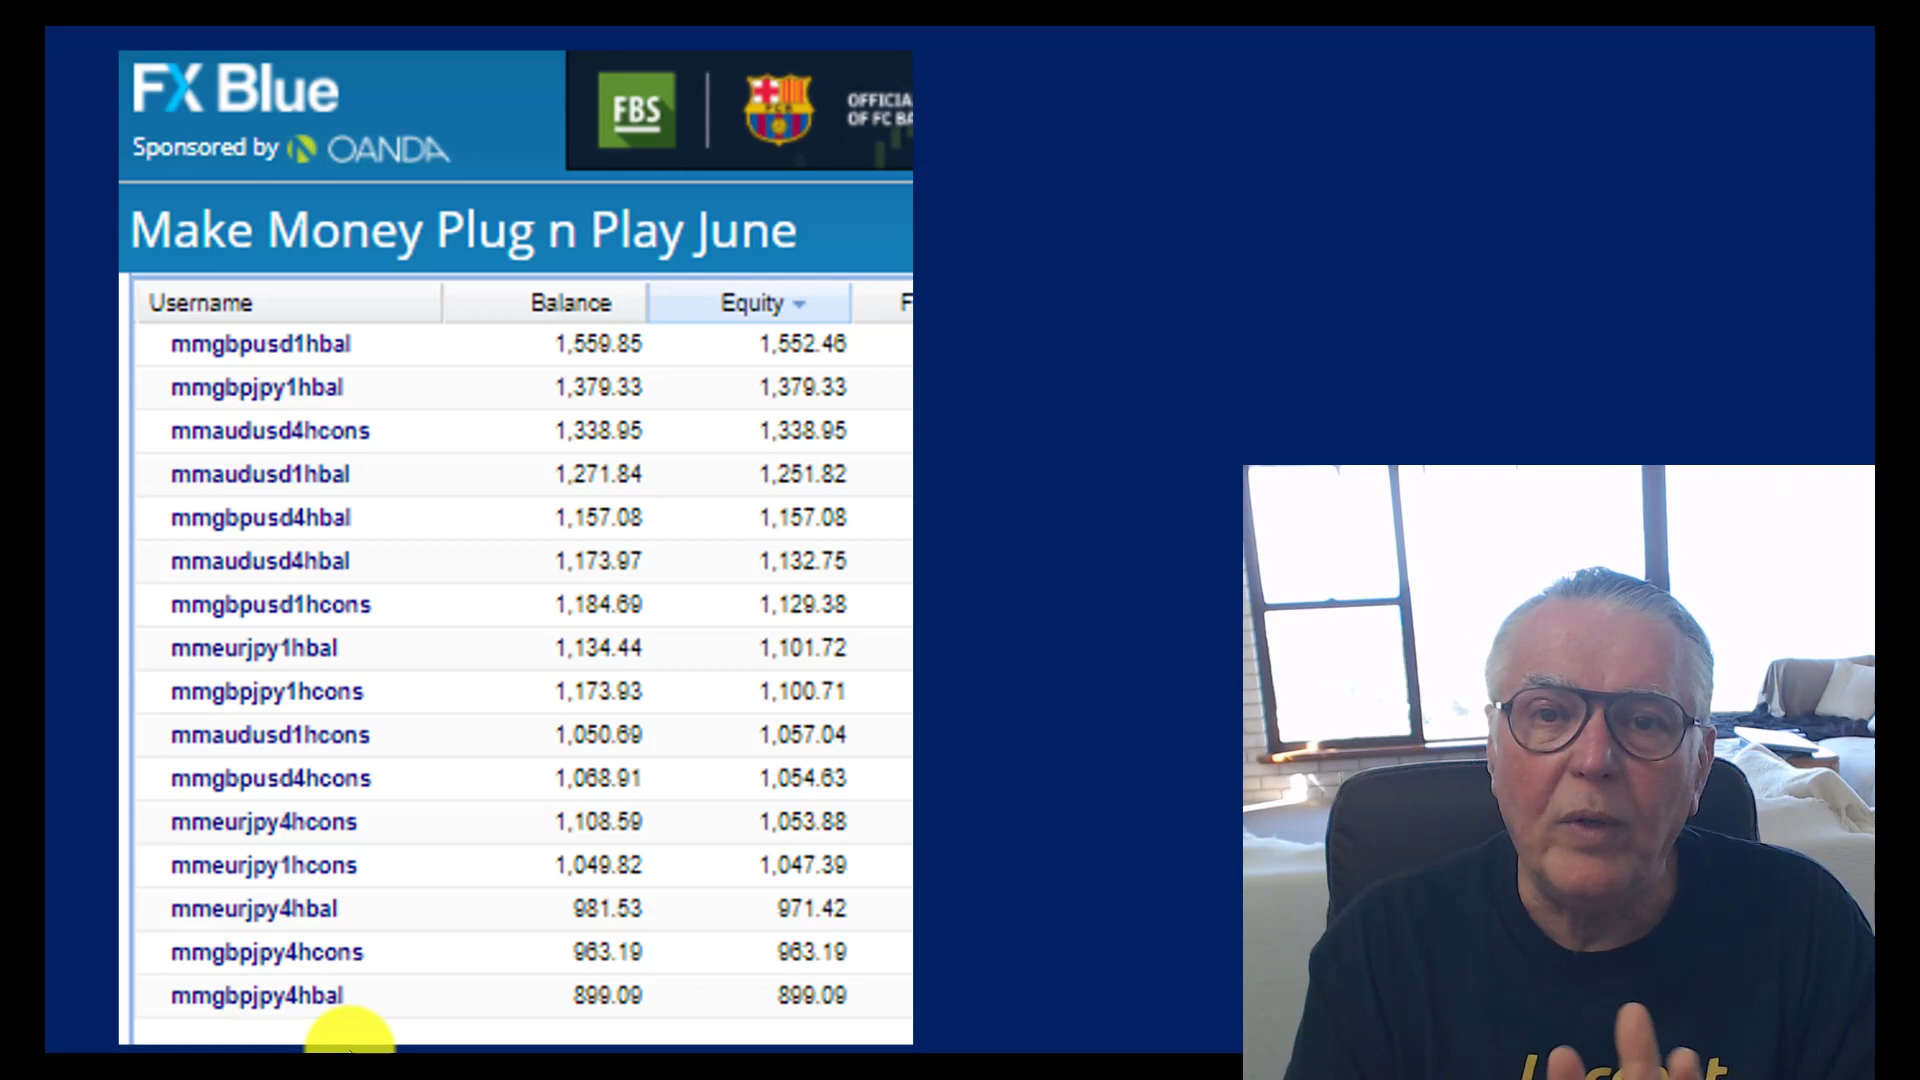 FX Blue
Sponsored by OANDA
FBS
OFFICIA
OF FC BA
Make Money Plug n Play June
Username Balance Equity F
mmgbpusd1hbal 1,559.85 1,552.46
mmgbpjpy1hbal 1,379.33 1,379.33
mmaudusd4hcons 1,338.95 1,338.95
mmaudusd1hbal 1,271.84 1,251.82
mmgbpusd4hbal 1,157.08 1,157.08
mmaudusd4hbal 1,173.97 1,132.75
mmgbpusd1hcons 1,184.69 1,129.38
mmeurjpy1hbal 1,134.44 1,101.72
mmgbpjpy1hcons 1,173.93 1,100.71
mmaudusd1hcons 1,050.69 1,057.04
mmgbpusd4hcons 1,068.91 1,054.63
mmeurjpy4hcons 1,108.59 1,053.88
mmeurjpy1hcons 1,049.82 1,047.39
mmeurjpy4hbal 981.53 971.42
mmgbpjpy4hcons 963.19 963.19
mmgbpjpy4hbal 899.09 899.09